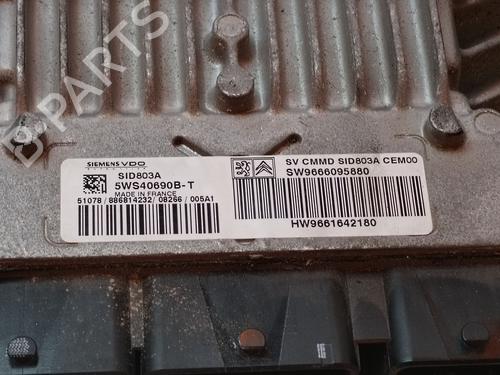 B-PARTS
SIEMENS VDO
SID803A
5WS40690B-T
MADE IN FRANCE
51078 / 886814232 / 08266 / 005A1
SV CMMD SID803A CEM00
SW9666095880
HW9661642180